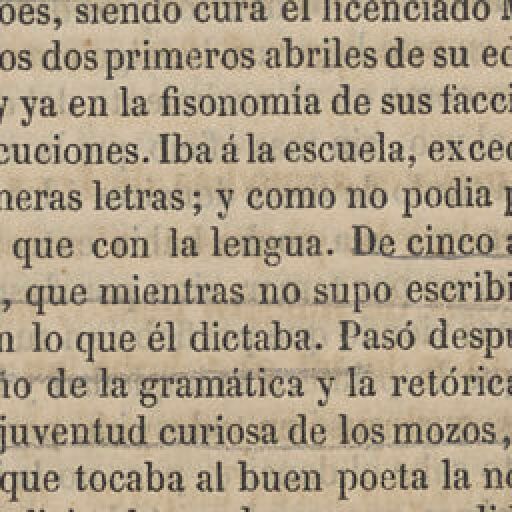 oes, siendo cura el licenciado
os dos primeros abriles de su ed
y ya en la fisonomía de sus facci
cuciones. Iba á la escuela, exced
neras letras; y como no podia p
que con la lengua. De cinco a
, que mientras no supo escribi
n lo que él dictaba. Pasó despu
no de la gramática y la retórica
juventud curiosa de los mozos,
que tocaba al buen poeta la no